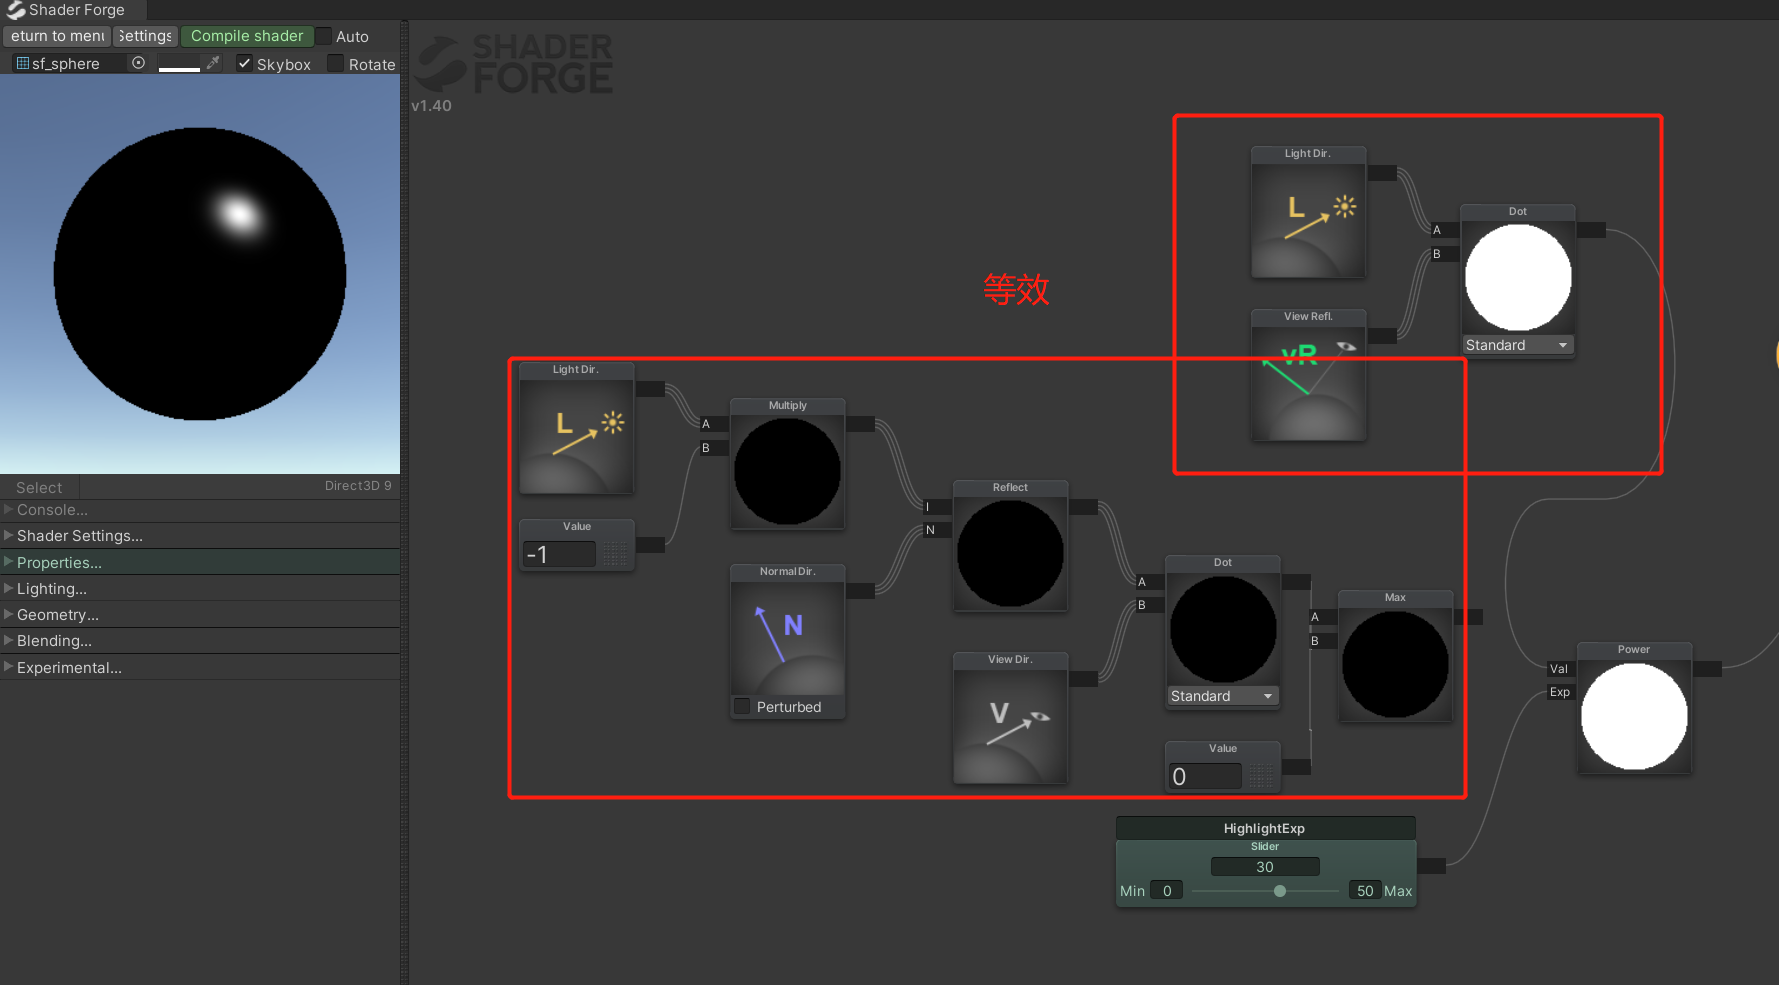 Shader Forge
eturn to menu
Settings
Compile shader
Auto
sf_sphere
Skybox
Rotate
SHADER
FORGE
v1.40
Select
Direct3D 9
Console...
Shader Settings...
Properties...
Lighting...
Geometry...
Blending...
Experimental...
等效
Light Dir.
L
View Refl.
vR
Dot
A
B
Standard
Light Dir.
L
Value
-1
Multiply
A
B
Normal Dir.
N
Perturbed
Reflect
I
N
View Dir.
V
Dot
A
B
Standard
Value
0
Max
A
B
Power
Val
Exp
HighlightExp
Slider
30
Min 0 50 Max